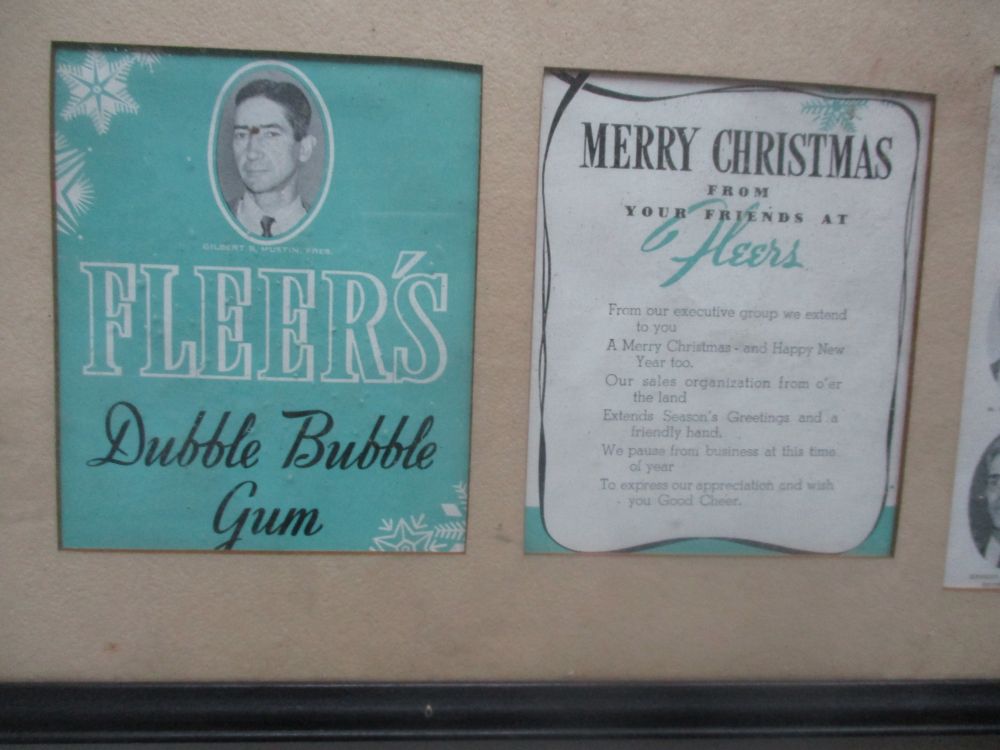 GILBERT B. MUSTIN, PRES.
FLEER'S
Dubble Bubble
Gum
MERRY CHRISTMAS
FROM
YOUR FRIENDS AT
Fleers
From our executive group we extend
to you
A Merry Christmas - and Happy New
Year too.
Our sales organization from o'er
the land
Extends Season's Greetings and a
friendly hand.
We pause from business at this time
of year
To express our appreciation and wish
you Good Cheer.